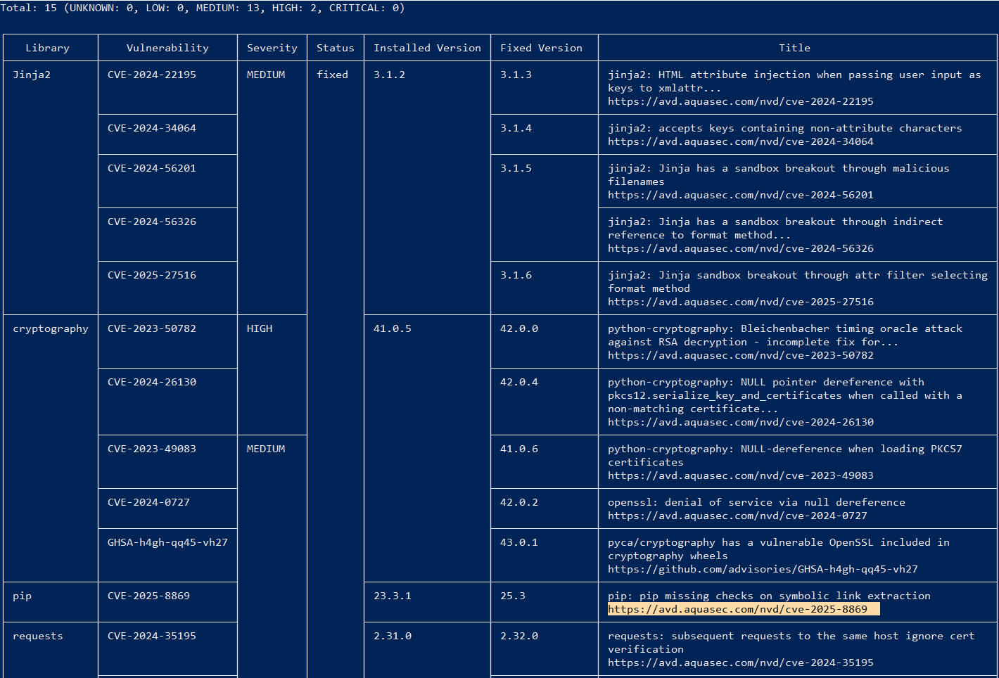 Total: 15 (UNKNOWN: 0, LOW: 0, MEDIUM: 13, HIGH: 2, CRITICAL: 0)
Library Vulnerability Severity Status Installed Version Fixed Version Title
Jinja2 CVE-2024-22195 MEDIUM fixed 3.1.2 3.1.3 jinja2: HTML attribute injection when passing user input as
keys to xmlattr...
https://avd.aquasec.com/nvd/cve-2024-22195
CVE-2024-34064 3.1.4 jinja2: accepts keys containing non-attribute characters
https://avd.aquasec.com/nvd/cve-2024-34064
CVE-2024-56201 3.1.5 jinja2: Jinja has a sandbox breakout through malicious
filenames
https://avd.aquasec.com/nvd/cve-2024-56201
CVE-2024-56326 jinja2: Jinja has a sandbox breakout through indirect
reference to format method...
https://avd.aquasec.com/nvd/cve-2024-56326
CVE-2025-27516 3.1.6 jinja2: Jinja sandbox breakout through attr filter selecting
format method
https://avd.aquasec.com/nvd/cve-2025-27516
cryptography CVE-2023-50782 HIGH 41.0.5 42.0.0 python-cryptography: Bleichenbacher timing oracle attack
against RSA decryption - incomplete fix for...
https://avd.aquasec.com/nvd/cve-2023-50782
CVE-2024-26130 42.0.4 python-cryptography: NULL pointer dereference with
pkcs12.serialize_key_and_certificates when called with a
non-matching certificate...
https://avd.aquasec.com/nvd/cve-2024-26130
CVE-2023-49083 MEDIUM 41.0.6 python-cryptography: NULL-dereference when loading PKCS7
certificates
https://avd.aquasec.com/nvd/cve-2023-49083
CVE-2024-0727 42.0.2 openssl: denial of service via null dereference
https://avd.aquasec.com/nvd/cve-2024-0727
GHSA-h4gh-qq45-vh27 43.0.1 pyca/cryptography has a vulnerable OpenSSL included in
cryptography wheels
https://github.com/advisories/GHSA-h4gh-qq45-vh27
pip CVE-2025-8869 23.3.1 25.3 pip: pip missing checks on symbolic link extraction
https://avd.aquasec.com/nvd/cve-2025-8869
requests CVE-2024-35195 2.31.0 2.32.0 requests: subsequent requests to the same host ignore cert
verification
https://avd.aquasec.com/nvd/cve-2024-35195